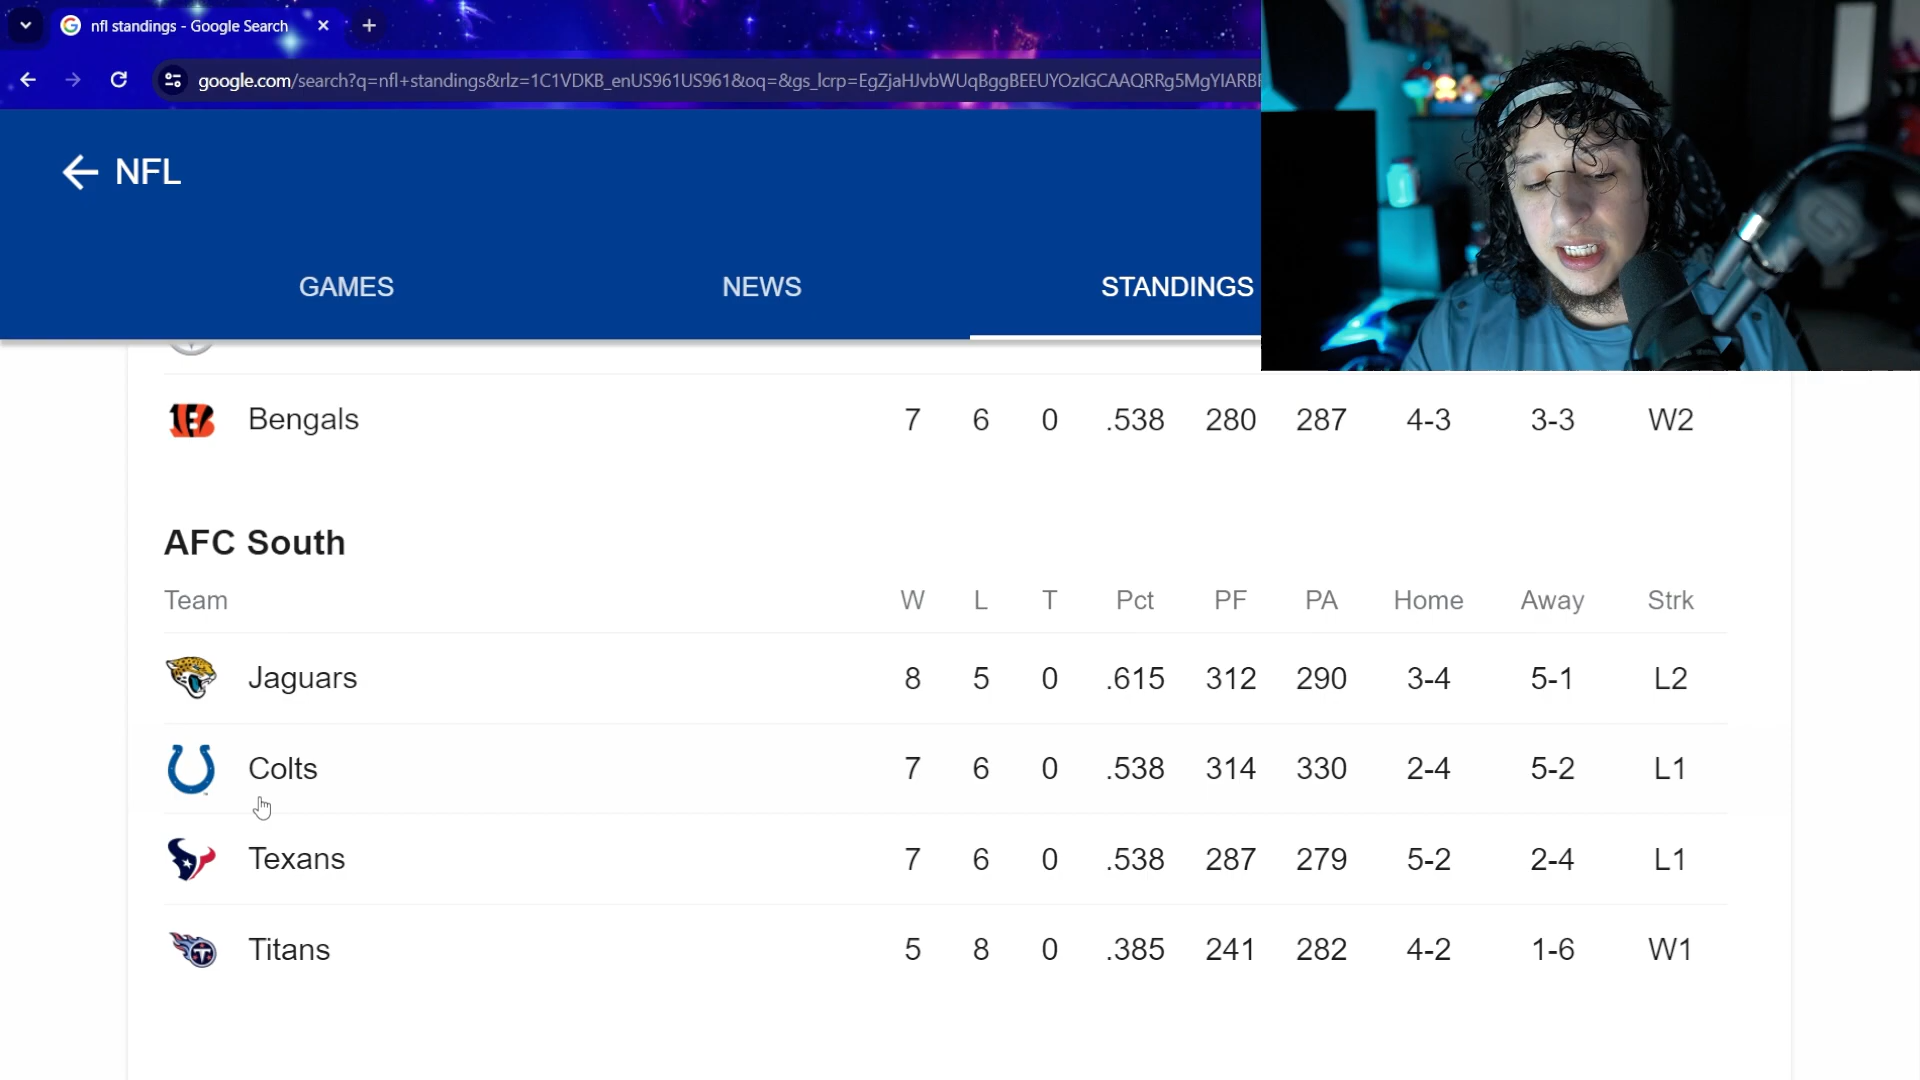 nfl standings - Google Search
google.com/search?q=nfl+standings&rlz=1C1VDKB_enUS961US961&oq=&gs_lcrp=EgZjaHJvbWUqBggBEEUYOzIGCAAQRRg5MgYIARBF
NFL
GAMES NEWS STANDINGS
Bengals 7 6 0 .538 280 287 4-3 3-3 W2
AFC South
Team W L T Pct PF PA Home Away Strk
Jaguars 8 5 0 .615 312 290 3-4 5-1 L2
Colts 7 6 0 .538 314 330 2-4 5-2 L1
Texans 7 6 0 .538 287 279 5-2 2-4 L1
Titans 5 8 0 .385 241 282 4-2 1-6 W1